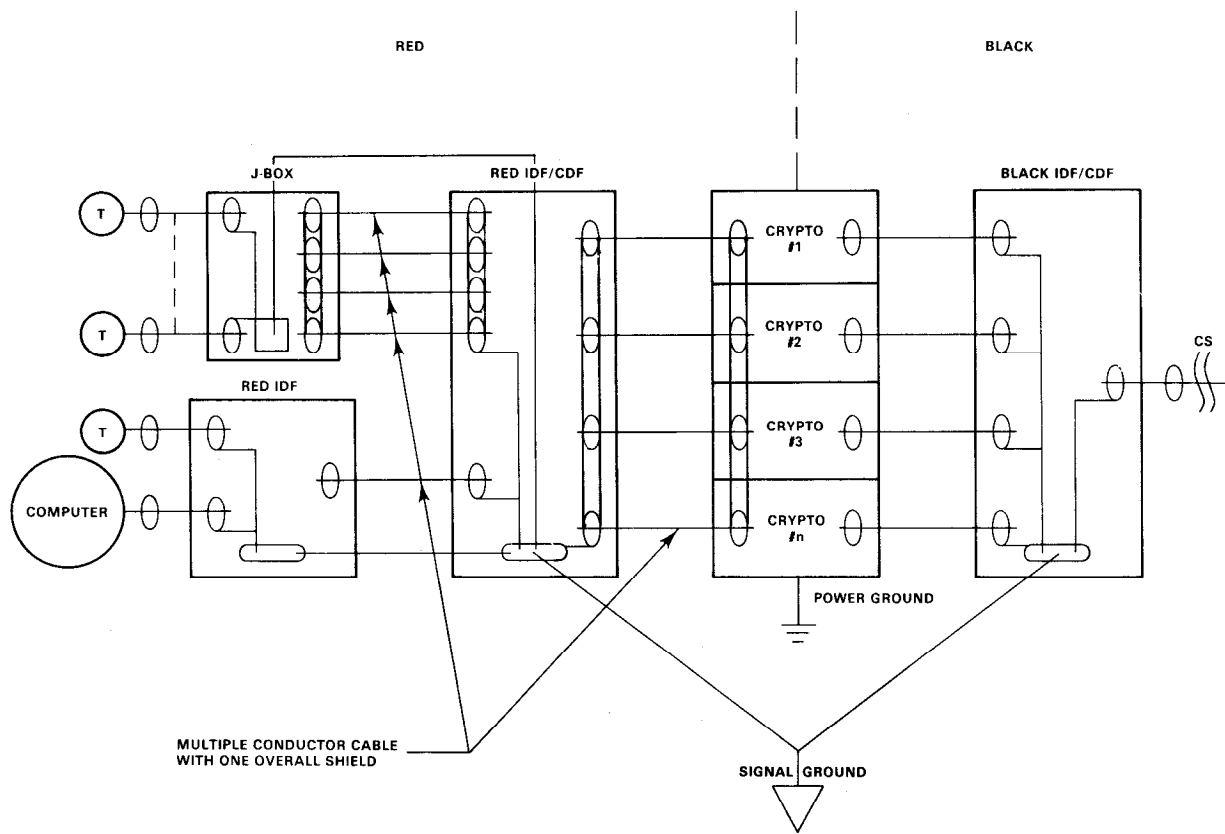 RED
BLACK
J-BOX
RED IDF/CDF
BLACK IDF/CDF
T
CRYPTO
#1
T
CRYPTO
#2
CS
RED IDF
T
CRYPTO
#3
COMPUTER
CRYPTO
#n
POWER GROUND
MULTIPLE CONDUCTOR CABLE
WITH ONE OVERALL SHIELD
SIGNAL GROUND